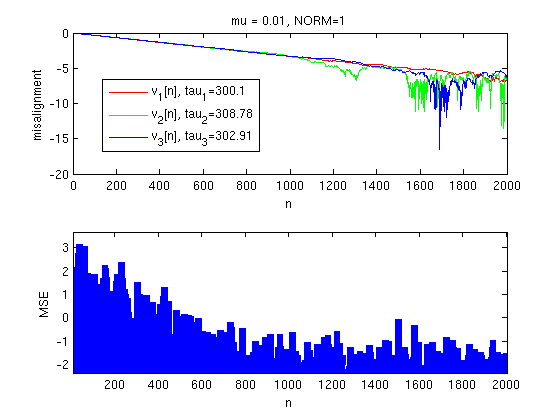 mu = 0.01, NORM=1
0
-5
-10
-15
-20
misalignment
v1[n], tau1=300.1
v2[n], tau2=308.78
v3[n], tau3=302.91
0 200 400 600 800 1000 1200 1400 1600 1800 2000
n
3
2
1
0
-1
-2
MSE
200 400 600 800 1000 1200 1400 1600 1800 2000
n